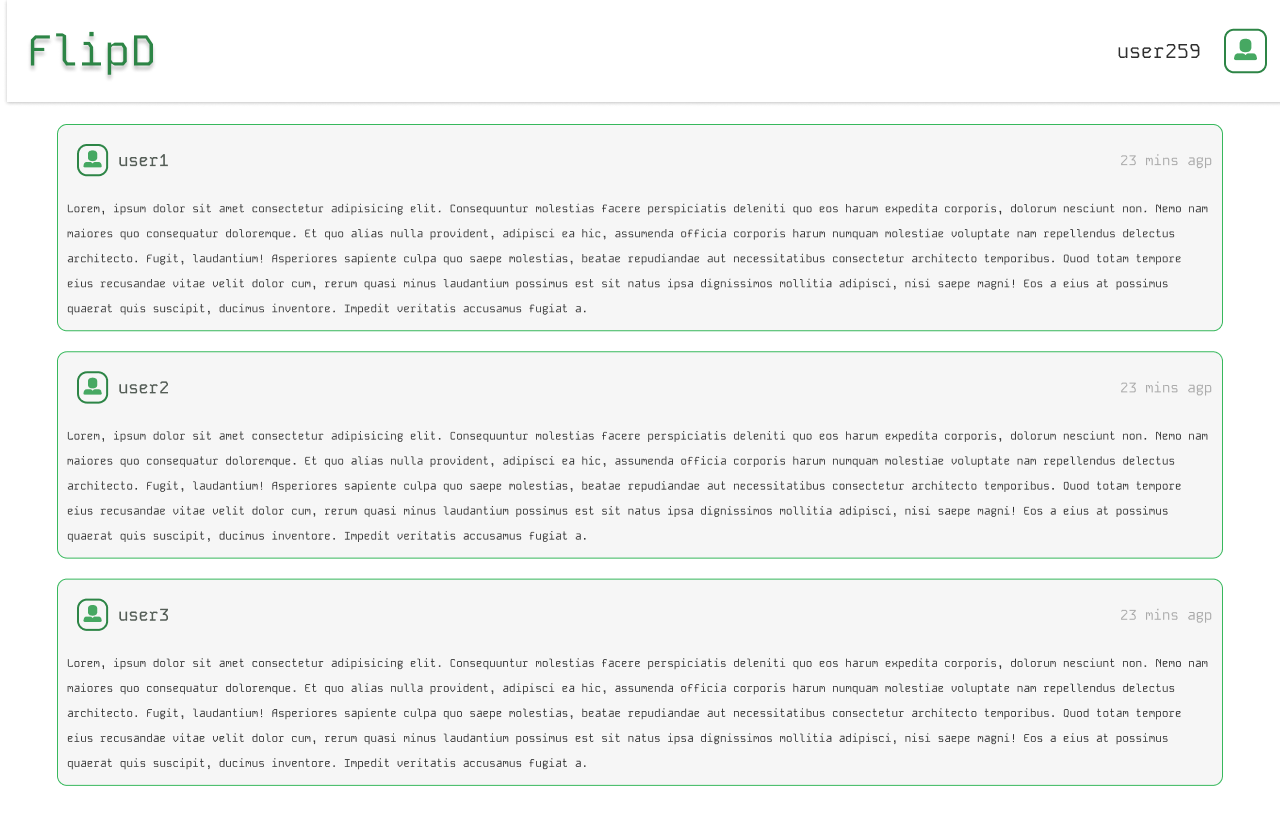 FlipD
user259
user1
23 mins agp
Lorem, ipsum dolor sit amet consectetur adipisicing elit. Consequuntur molestias facere perspiciatis deleniti quo eos harum expedita corporis, dolorum nesciunt non. Nemo nam
maiores quo consequatur doloremque. Et quo alias nulla provident, adipisci ea hic, assumenda officia corporis harum numquam molestiae voluptate nam repellendus delectus
architecto. Fugit, laudantium! Asperiores sapiente culpa quo saepe molestias, beatae repudiandae aut necessitatibus consectetur architecto temporibus. Quod totam tempore
eius recusandae vitae velit dolor cum, rerum quasi minus laudantium possimus est sit natus ipsa dignissimos mollitia adipisci, nisi saepe magni! Eos a eius at possimus
quaerat quis suscipit, ducimus inventore. Impedit veritatis accusamus fugiat a.
user2
23 mins agp
Lorem, ipsum dolor sit amet consectetur adipisicing elit. Consequuntur molestias facere perspiciatis deleniti quo eos harum expedita corporis, dolorum nesciunt non. Nemo nam
maiores quo consequatur doloremque. Et quo alias nulla provident, adipisci ea hic, assumenda officia corporis harum numquam molestiae voluptate nam repellendus delectus
architecto. Fugit, laudantium! Asperiores sapiente culpa quo saepe molestias, beatae repudiandae aut necessitatibus consectetur architecto temporibus. Quod totam tempore
eius recusandae vitae velit dolor cum, rerum quasi minus laudantium possimus est sit natus ipsa dignissimos mollitia adipisci, nisi saepe magni! Eos a eius at possimus
quaerat quis suscipit, ducimus inventore. Impedit veritatis accusamus fugiat a.
user3
23 mins agp
Lorem, ipsum dolor sit amet consectetur adipisicing elit. Consequuntur molestias facere perspiciatis deleniti quo eos harum expedita corporis, dolorum nesciunt non. Nemo nam
maiores quo consequatur doloremque. Et quo alias nulla provident, adipisci ea hic, assumenda officia corporis harum numquam molestiae voluptate nam repellendus delectus
architecto. Fugit, laudantium! Asperiores sapiente culpa quo saepe molestias, beatae repudiandae aut necessitatibus consectetur architecto temporibus. Quod totam tempore
eius recusandae vitae velit dolor cum, rerum quasi minus laudantium possimus est sit natus ipsa dignissimos mollitia adipisci, nisi saepe magni! Eos a eius at possimus
quaerat quis suscipit, ducimus inventore. Impedit veritatis accusamus fugiat a.